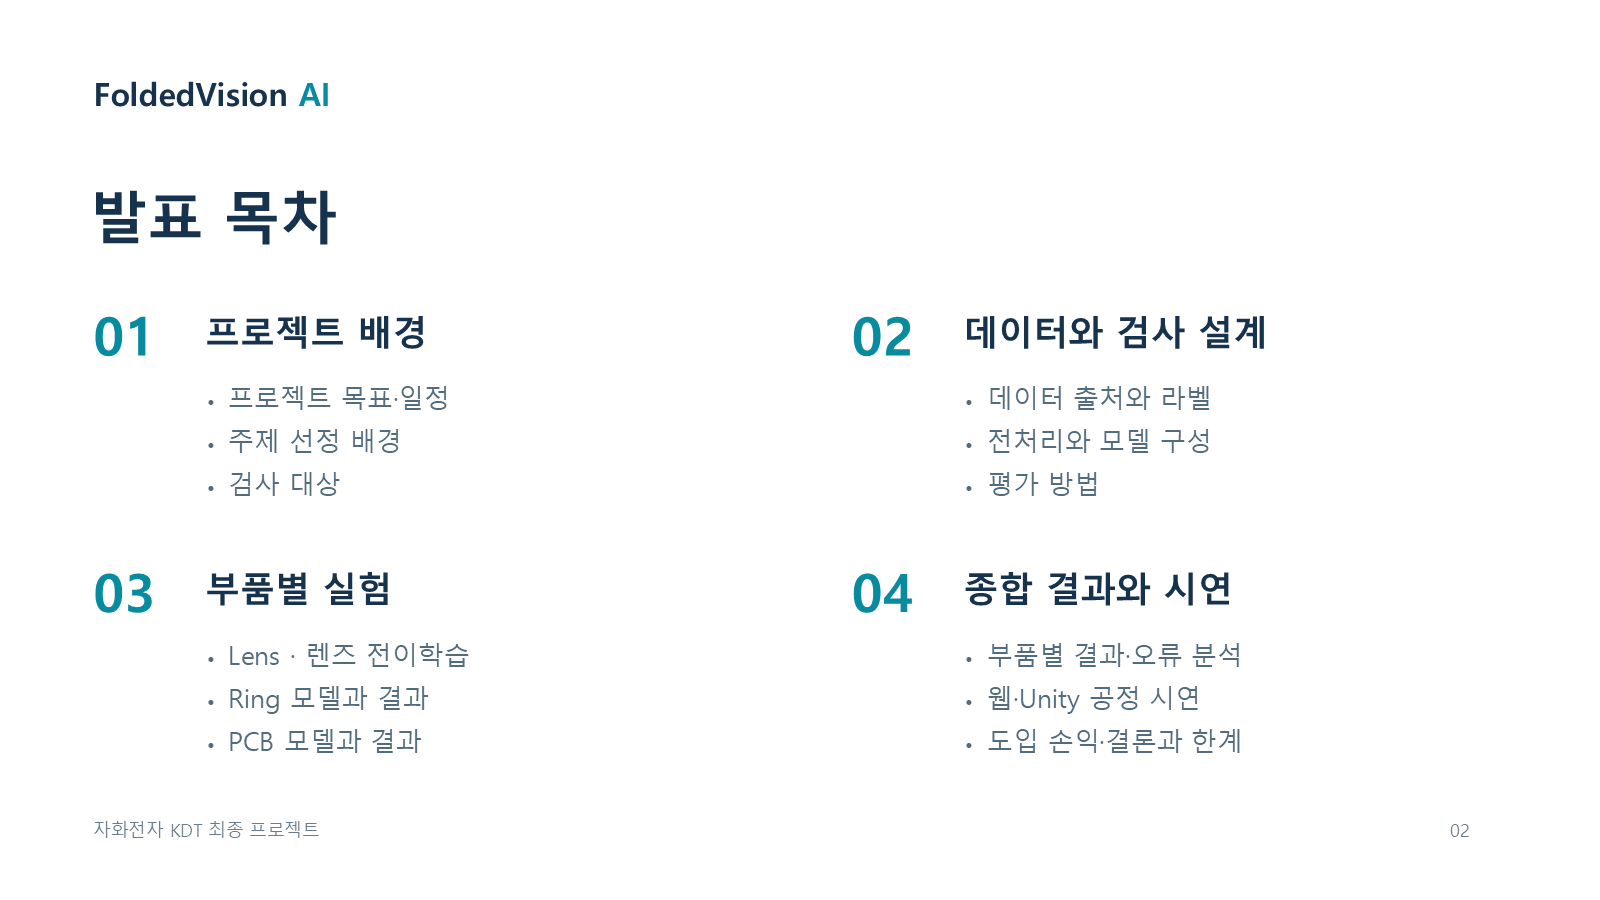 FoldedVision AI
발표 목차
01 프로젝트 배경
• 프로젝트 목표·일정
• 주제 선정 배경
• 검사 대상
02 데이터와 검사 설계
• 데이터 출처와 라벨
• 전처리와 모델 구성
• 평가 방법
03 부품별 실험
• Lens · 렌즈 전이학습
• Ring 모델과 결과
• PCB 모델과 결과
04 종합 결과와 시연
• 부품별 결과·오류 분석
• 웹·Unity 공정 시연
• 도입 손익·결론과 한계
자화전자 KDT 최종 프로젝트
02